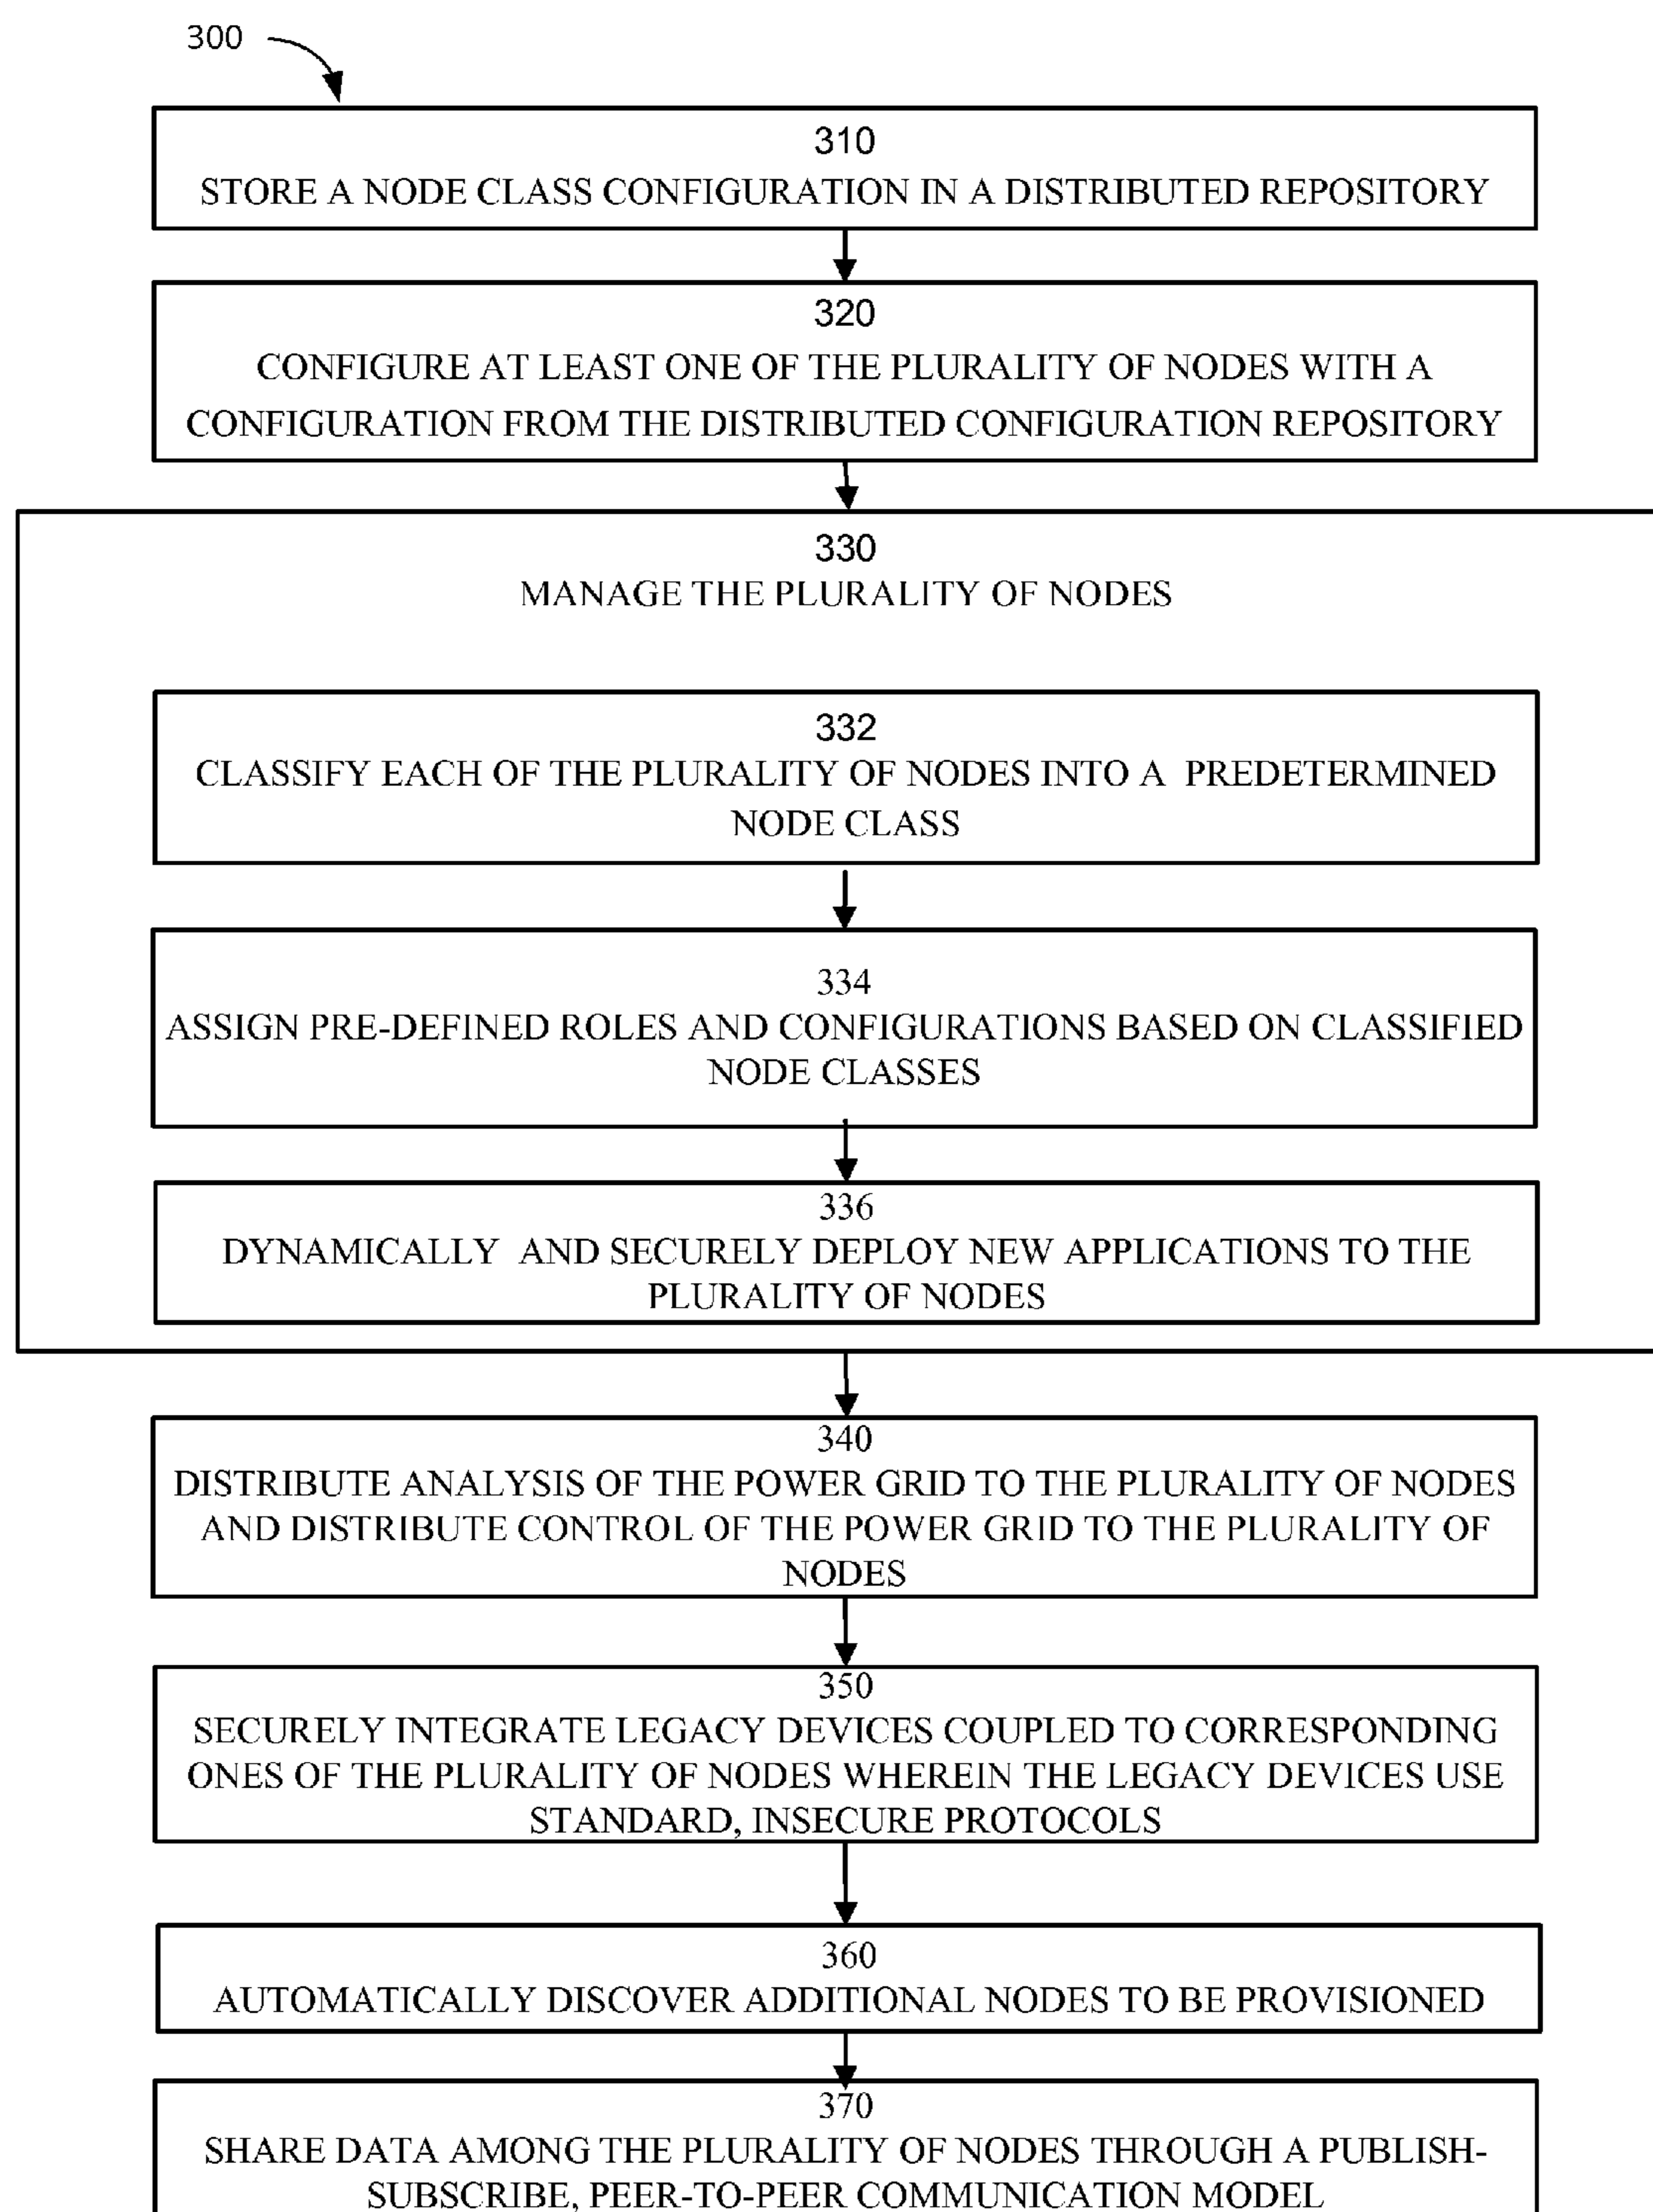 300
310
STORE A NODE CLASS CONFIGURATION IN A DISTRIBUTED REPOSITORY
320
CONFIGURE AT LEAST ONE OF THE PLURALITY OF NODES WITH A
CONFIGURATION FROM THE DISTRIBUTED CONFIGURATION REPOSITORY
330
MANAGE THE PLURALITY OF NODES
332
CLASSIFY EACH OF THE PLURALITY OF NODES INTO A PREDETERMINED
NODE CLASS
334
ASSIGN PRE-DEFINED ROLES AND CONFIGURATIONS BASED ON CLASSIFIED
NODE CLASSES
336
DYNAMICALLY AND SECURELY DEPLOY NEW APPLICATIONS TO THE
PLURALITY OF NODES
340
DISTRIBUTE ANALYSIS OF THE POWER GRID TO THE PLURALITY OF NODES
AND DISTRIBUTE CONTROL OF THE POWER GRID TO THE PLURALITY OF
NODES
350
SECURELY INTEGRATE LEGACY DEVICES COUPLED TO CORRESPONDING
ONES OF THE PLURALITY OF NODES WHEREIN THE LEGACY DEVICES USE
STANDARD, INSECURE PROTOCOLS
360
AUTOMATICALLY DISCOVER ADDITIONAL NODES TO BE PROVISIONED
370
SHARE DATA AMONG THE PLURALITY OF NODES THROUGH A PUBLISH-
SUBSCRIBE, PEER-TO-PEER COMMUNICATION MODEL